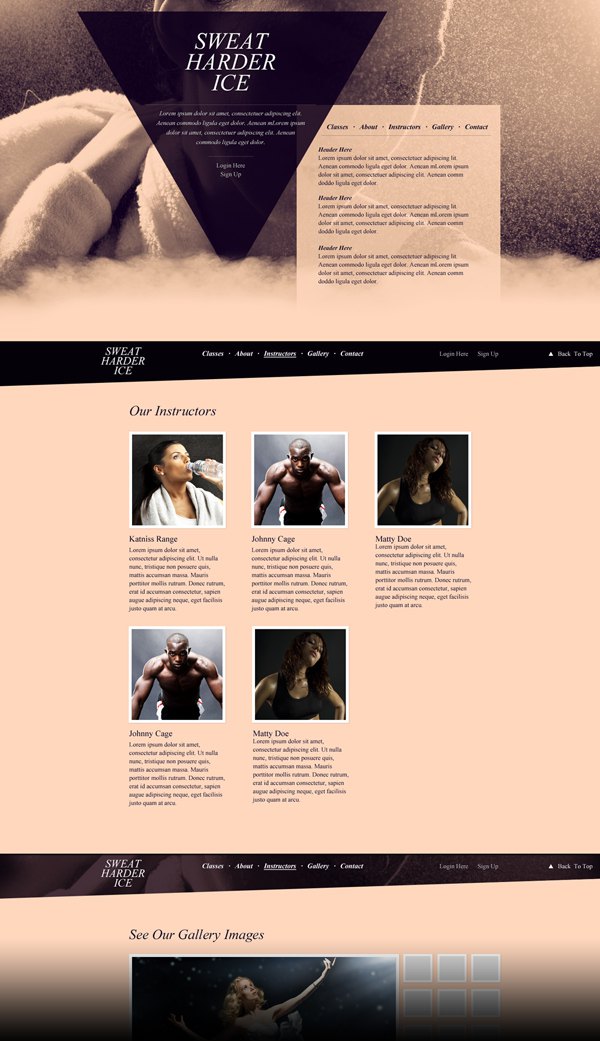 SWEAT
HARDER
ICE
Lorem ipsum dolor sit amet, consectetuer adipiscing elit.
Aenean commodo ligula eget dolor. Aenean mLorem ipsum
dolor sit amet, consectetuer adipiscing elit. Aenean
commodo ligula eget dolor.
Login Here
Sign Up
Classes · About · Instructors · Gallery · Contact
Header Here
Lorem ipsum dolor sit amet, consectetuer adipiscing lit.
Aenean commodo ligula eget dolor. Aenean mLorem ipsum
dolor sit amet, consectetuer adipiscing elit. Aenean comm
doddo ligula eget dolor.
Header Here
Lorem ipsum dolor sit amet, consectetuer adipiscing elit.
Aenean commodo ligula eget dolor. Aenean mLorem ipsum
dolor sit amet, consectetuer adipiscing elit. Aenean comm
doddo ligula eget dolor.
Header Here
Lorem ipsum dolor sit amet, consectetuer adipiscing elit.
Aenean commodo ligula eget dolor. Aenean mLorem ipsum
dolor sit amet, consectetuer adipiscing elit. Aenean comm
doddo ligula eget dolor.
SWEAT
HARDER
ICE
Classes · About · Instructors · Gallery · Contact
Login Here Sign Up
Back To Top
Our Instructors
Katniss Range
Lorem ipsum dolor sit amet,
consectetur adipiscing elit. Ut nulla
nunc, tristique non posuere quis,
mattis accumsan massa. Mauris
porttitor mollis rutrum. Donec rutrum,
erat id accumsan consectetur, sapien
augue adipiscing neque, eget facilisis
justo quam at arcu.
Johnny Cage
Lorem ipsum dolor sit amet,
consectetur adipiscing elit. Ut nulla
nunc, tristique non posuere quis,
mattis accumsan massa. Mauris
porttitor mollis rutrum. Donec rutrum,
erat id accumsan consectetur, sapien
augue adipiscing neque, eget facilisis
justo quam at arcu.
Matty Doe
Lorem ipsum dolor sit amet,
consectetur adipiscing elit. Ut nulla
nunc, tristique non posuere quis,
mattis accumsan massa. Mauris
porttitor mollis rutrum. Donec rutrum,
erat id accumsan consectetur, sapien
augue adipiscing neque, eget facilisis
justo quam at arcu.
Johnny Cage
Lorem ipsum dolor sit amet,
consectetur adipiscing elit. Ut nulla
nunc, tristique non posuere quis,
mattis accumsan massa. Mauris
porttitor mollis rutrum. Donec rutrum,
erat id accumsan consectetur, sapien
augue adipiscing neque, eget facilisis
justo quam at arcu.
Matty Doe
Lorem ipsum dolor sit amet,
consectetur adipiscing elit. Ut nulla
nunc, tristique non posuere quis,
mattis accumsan massa. Mauris
porttitor mollis rutrum. Donec rutrum,
erat id accumsan consectetur, sapien
augue adipiscing neque, eget facilisis
justo quam at arcu.
SWEAT
HARDER
ICE
Classes · About · Instructors · Gallery · Contact
Login Here Sign Up
Back To Top
See Our Gallery Images